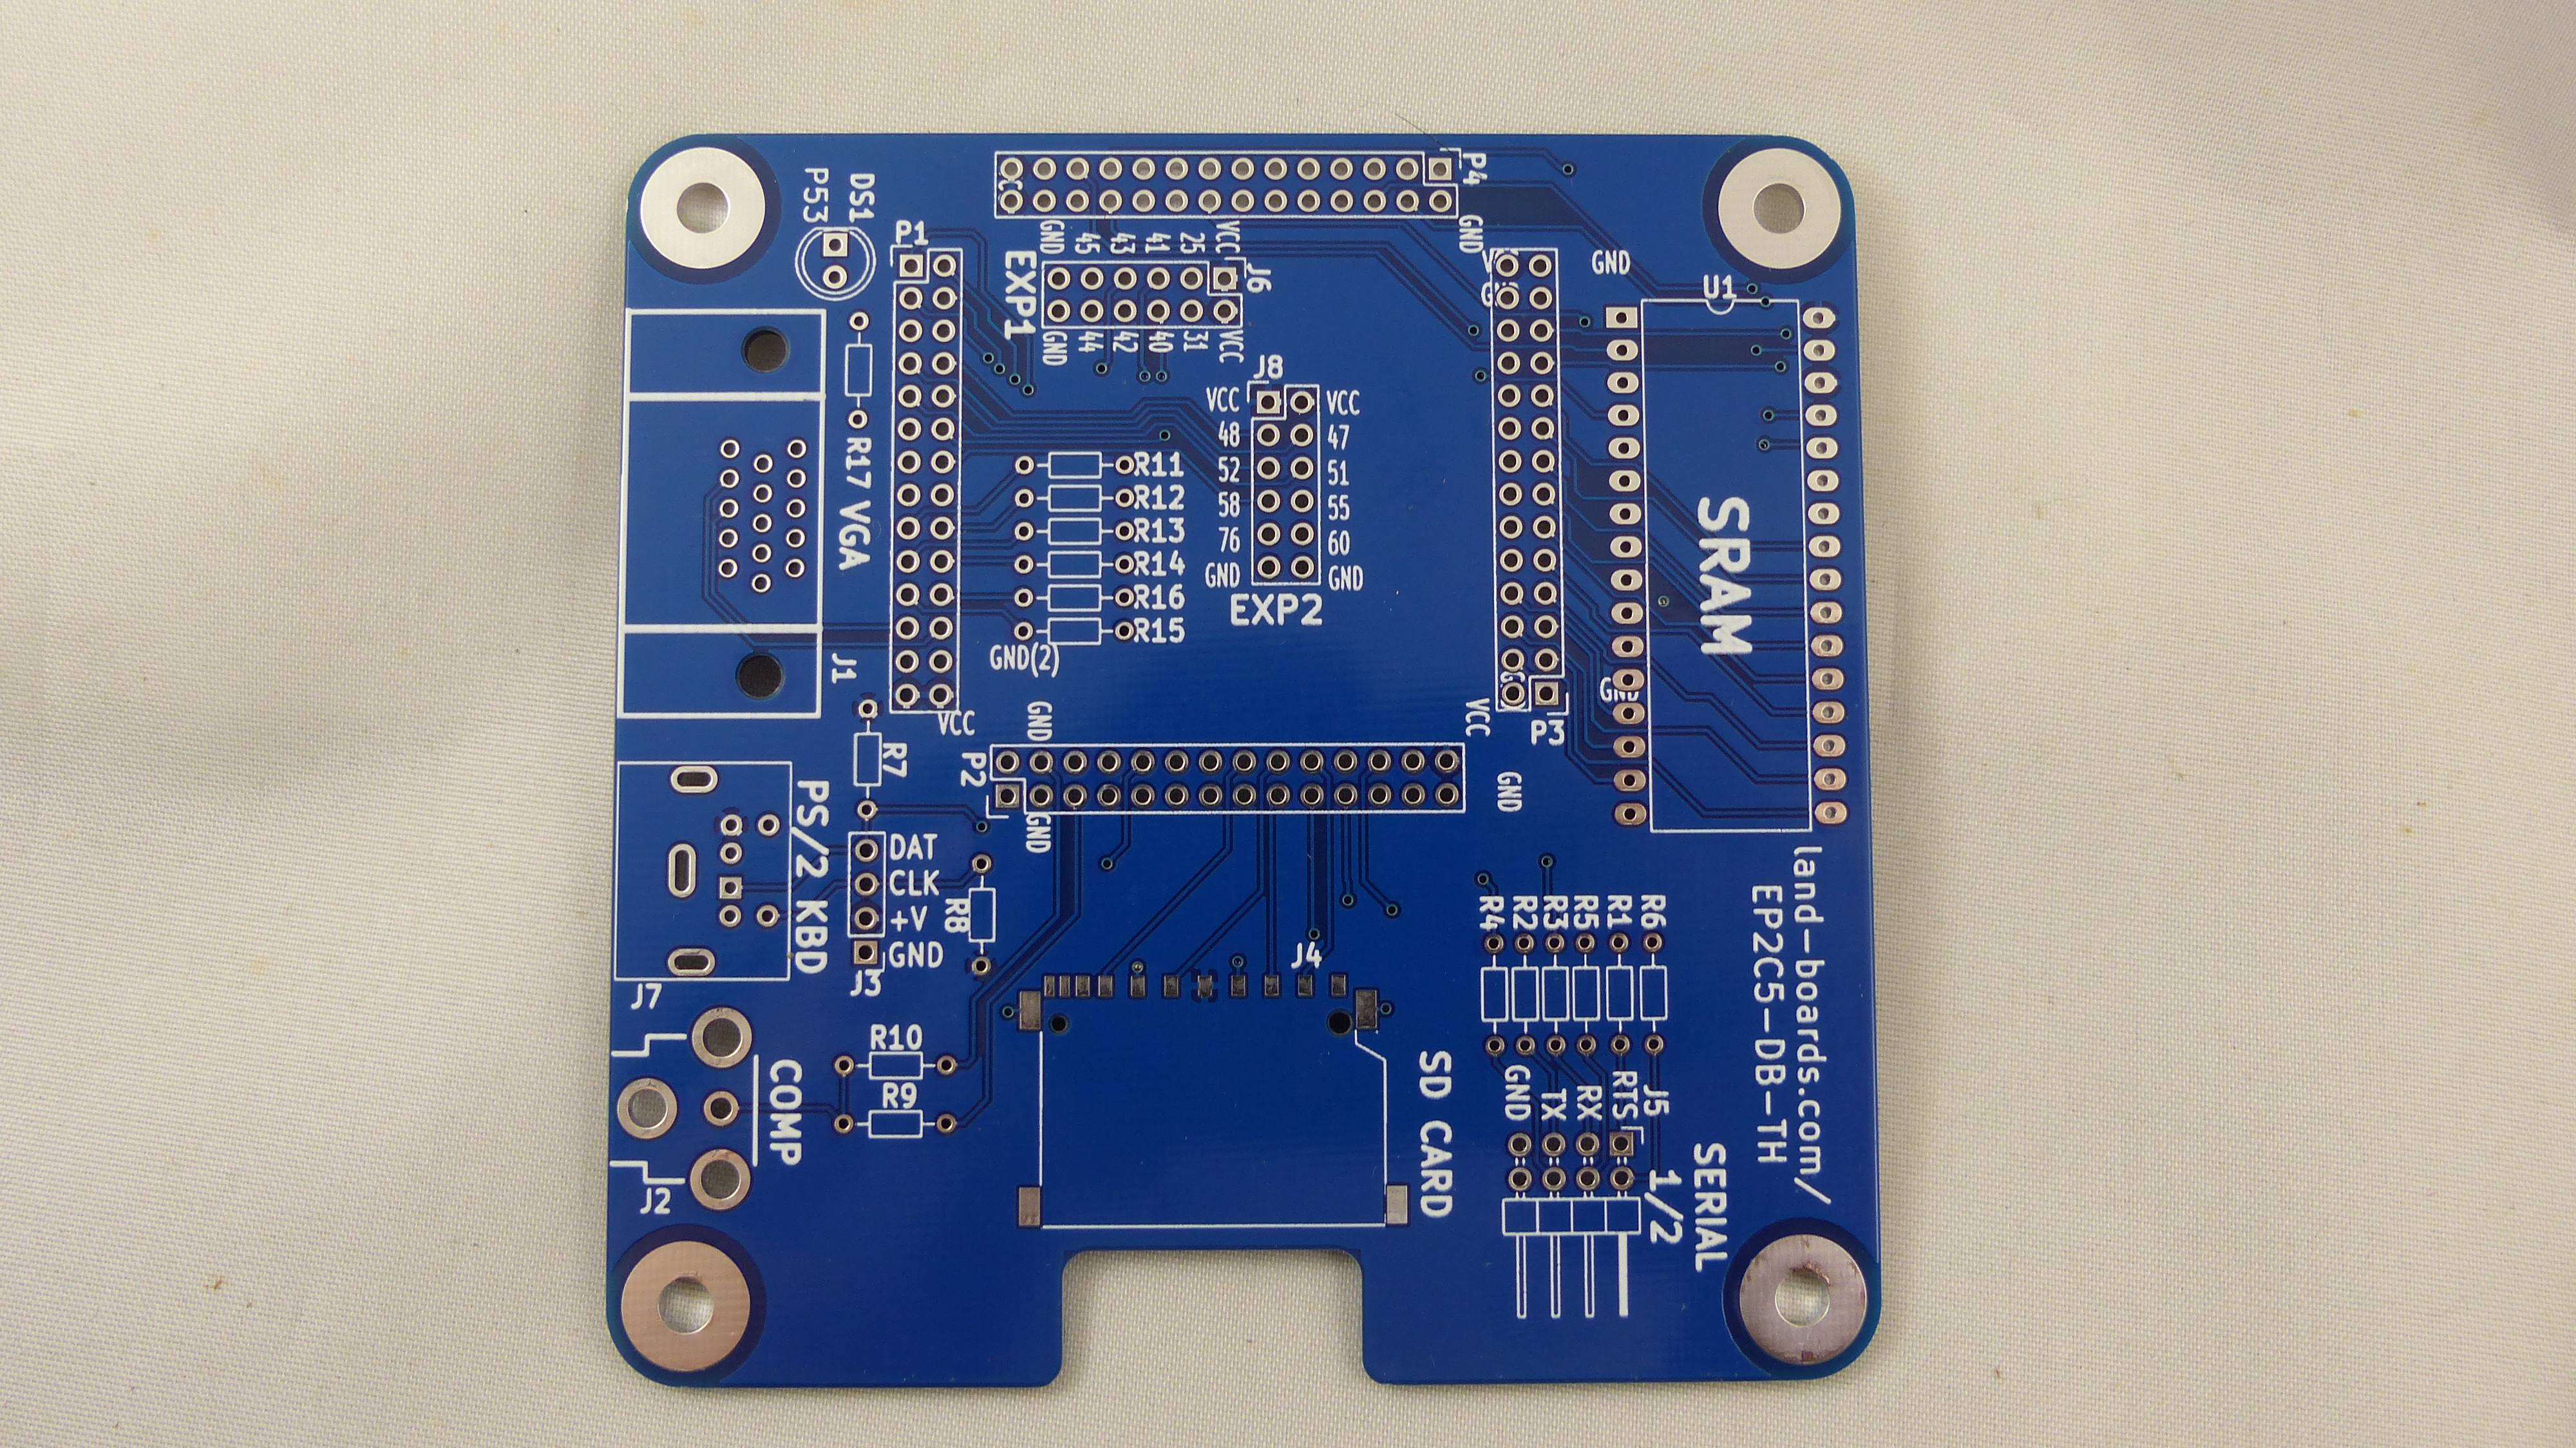 P4
DS1
P53
P1
GND
45
43
41
25
VCC
GND
EXP1
J6
GND
44
42
40
31
VCC
GND
U1
J8
VCC
VCC
48
47
52
51
58
55
76
60
GND
GND
EXP2
R17
VGA
J1
R11
R12
R13
R14
R16
R15
GND(2)
VCC
SRAM
GND
P3
VCC
GND
GND
P2
GND
R7
PS/2 KBD
DAT
CLK
+V
GND
J3
R8
J7
J4
R10
R9
COMP
J2
SD CARD
R4
R2
R3
R5
R1
R6
GND
TX
RX
RTS
J5
SERIAL
1/2
land-boards.com/
EP2C5-DB-TH